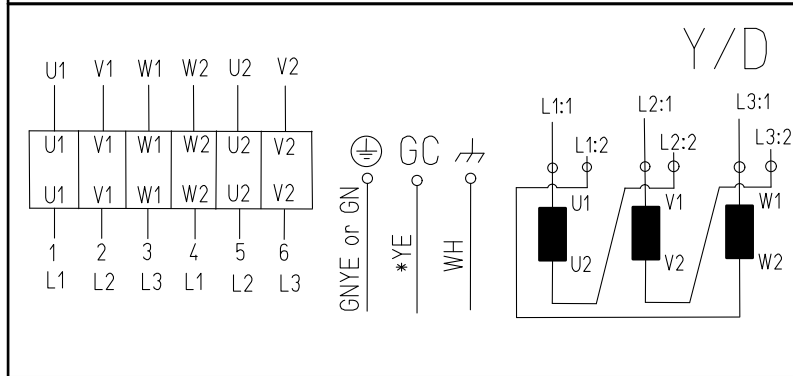 Y/D
U1 V1 W1 W2 U2 V2
U1 V1 W1 W2 U2 V2
U1 V1 W1 W2 U2 V2
1 2 3 4 5 6
L1 L2 L3 L1 L2 L3
GC
GNYE or GN
*YE
WH
L1:1 L2:1 L3:1
L1:2 L2:2 L3:2
U1 V1 W1
U2 V2 W2